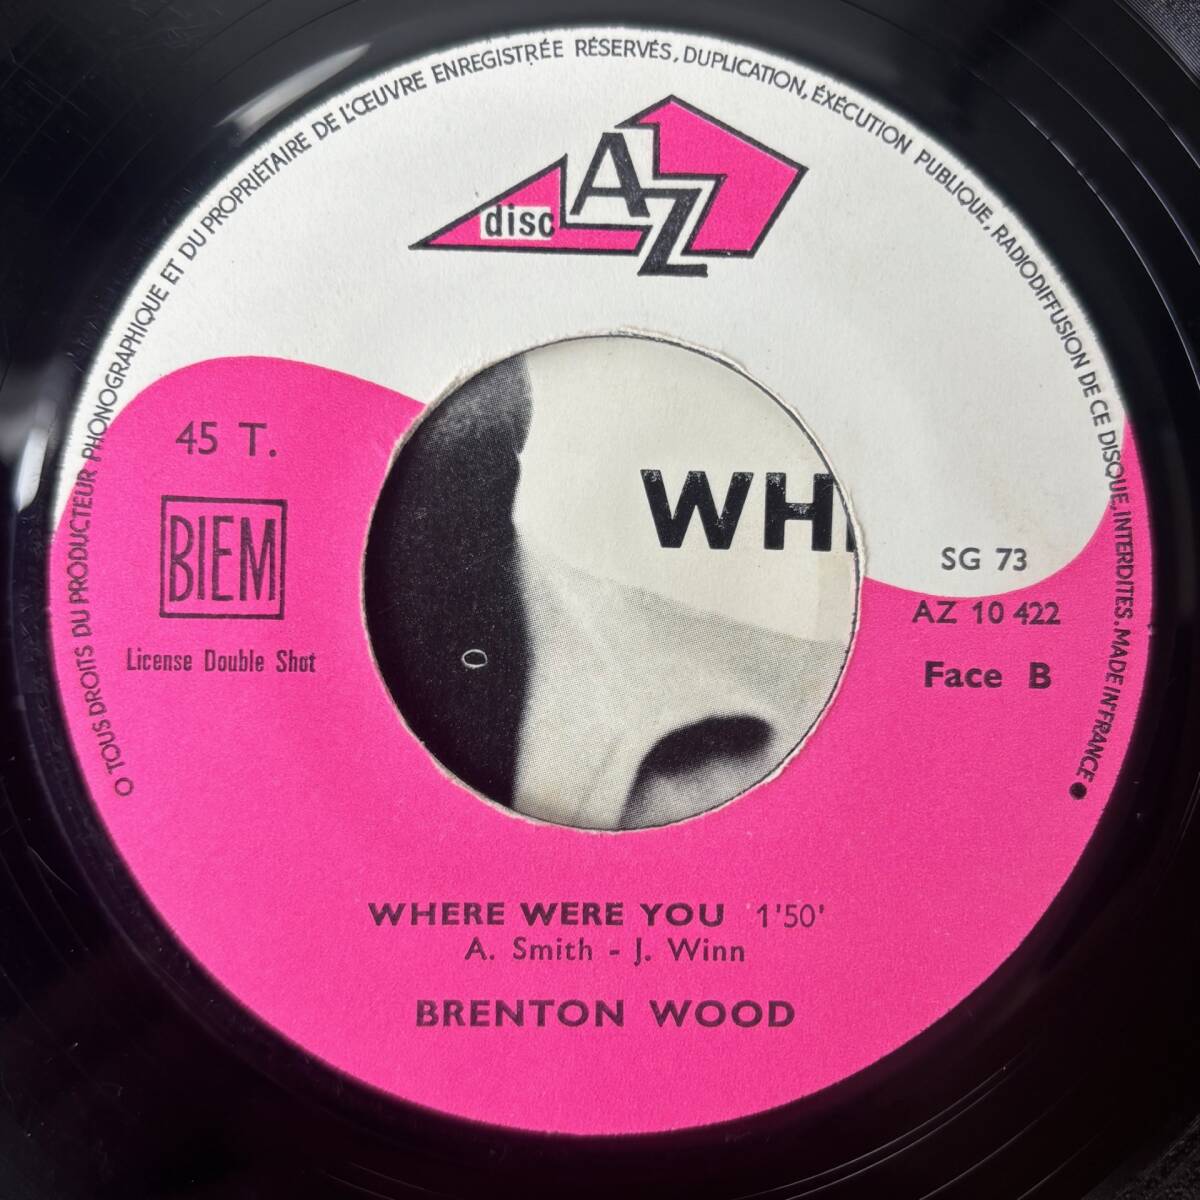 O TOUS DROITS DU PRODUCTEUR PHONOGRAPHIQUE ET DU PROPRIÉTAIRE DE L'ŒUVRE ENREGISTRÉE RÉSERVÉS, DUPLICATION, ÉXÉCUTION PUBLIQUE, RADIODIFFUSION DE CE DISQUE, INTERDITES. MADE IN FRANCE ●
disc AZ
45 T.
BIEM
License Double Shot
WH
SG 73
AZ 10 422
Face B
WHERE WERE YOU 1'50'
A. Smith - J. Winn
BRENTON WOOD